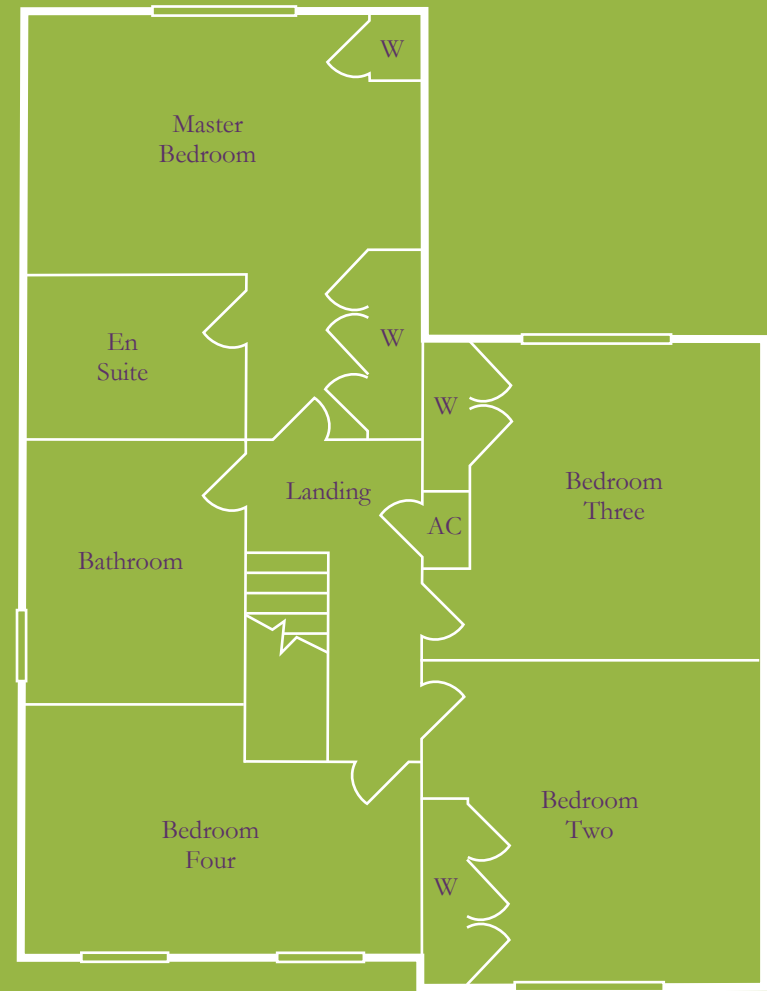 W
Master
Bedroom
W
En
Suite
W
Bedroom
Three
Landing
AC
Bathroom
Bedroom
Two
Bedroom
Four
W